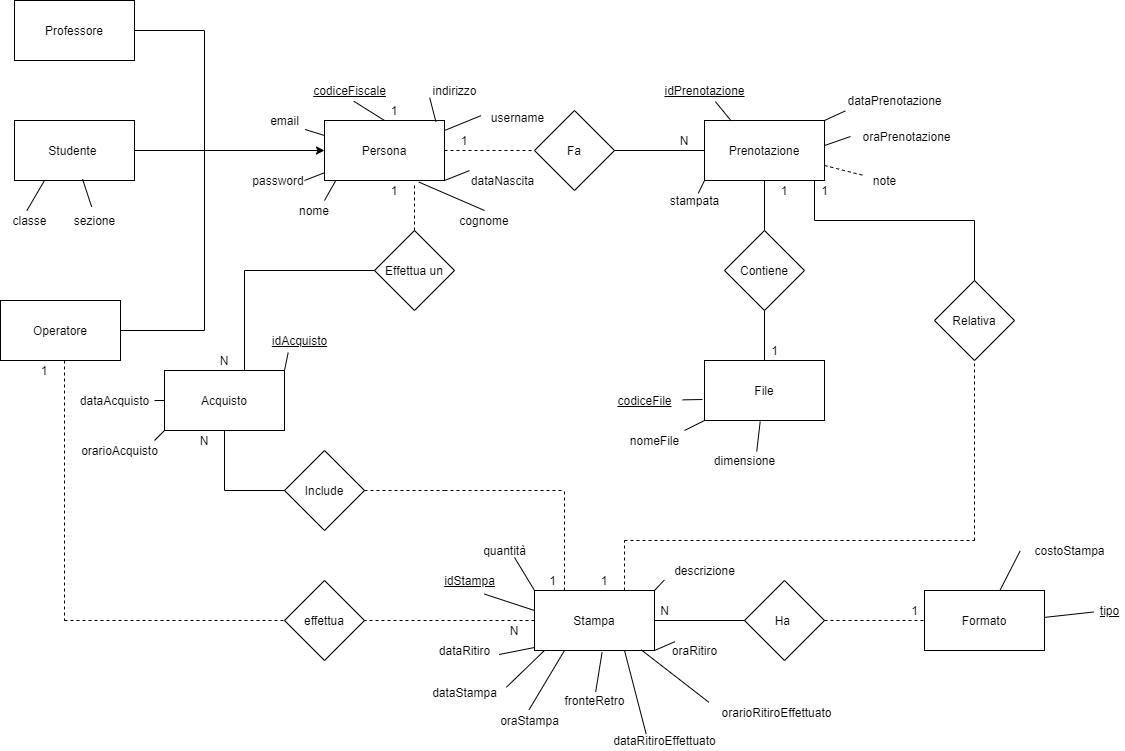 Professore
codiceFiscale
indirizzo
idPrenotazione
dataPrenotazione
1
email
username
oraPrenotazione
Studente
Persona
1
Fa
N
Prenotazione
password
dataNascita
note
classe
sezione
nome
1
cognome
stampata
1
1
Effettua un
Contiene
Operatore
Relativa
idAcquisto
1
N
1
dataAcquisto
Acquisto
codiceFile
File
orarioAcquisto
N
nomeFile
dimensione
Include
quantità
costoStampa
idStampa
1
1
descrizione
effettua
N
Stampa
N
Ha
1
Formato
tipo
dataRitiro
oraRitiro
dataStampa
fronteRetro
oraStampa
orarioRitiroEffettuato
dataRitiroEffettuato